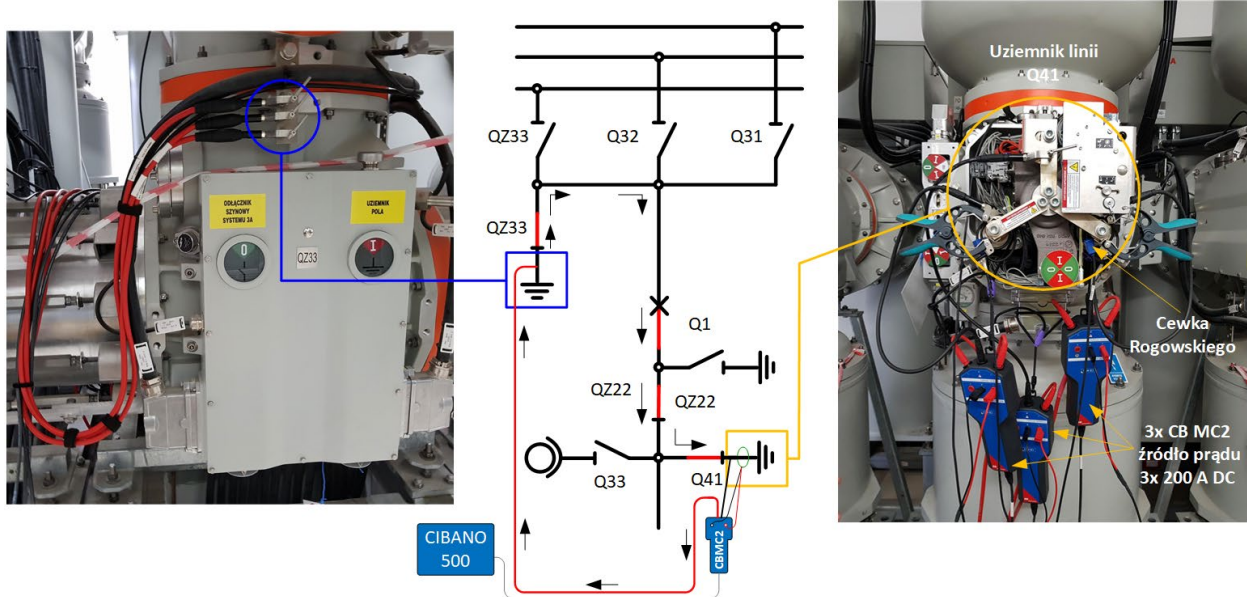 ODŁĄCZNIK
SZYNOWY
SYSTEMU 3A
UZIEMNIK
POLA
0
I
QZ33
QZ33
Q32
Q31
QZ33
Q1
QZ22
QZ22
Q33
Q41
CBMC2
CIBANO
500
Uziemnik linii
Q41
Cewka
Rogowskiego
3x CB MC2
źródło prądu
3x 200 A DC